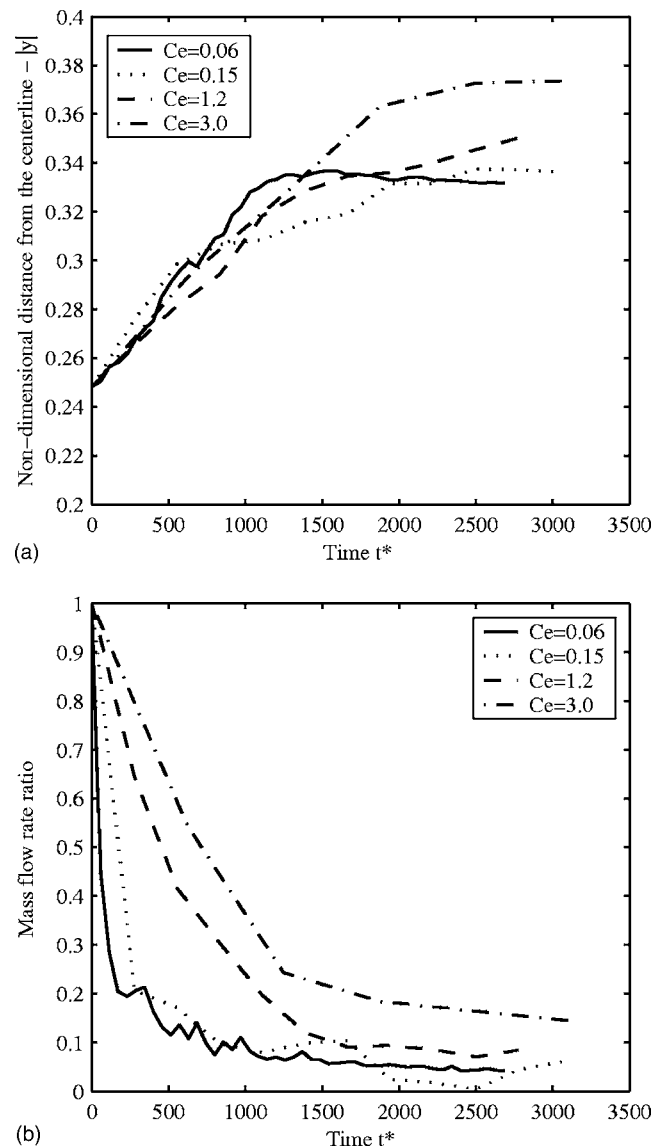 0.4
0.38
0.36
0.34
0.32
0.3
0.28
0.26
0.24
0.22
0.2
Non-dimensional distance from the centerline - |y|
Ce=0.06
Ce=0.15
Ce=1.2
Ce=3.0
0 500 1000 1500 2000 2500 3000 3500
(a) Time t*
1
0.9
0.8
0.7
0.6
0.5
0.4
0.3
0.2
0.1
0
Mass flow rate ratio
Ce=0.06
Ce=0.15
Ce=1.2
Ce=3.0
0 500 1000 1500 2000 2500 3000 3500
(b) Time t*